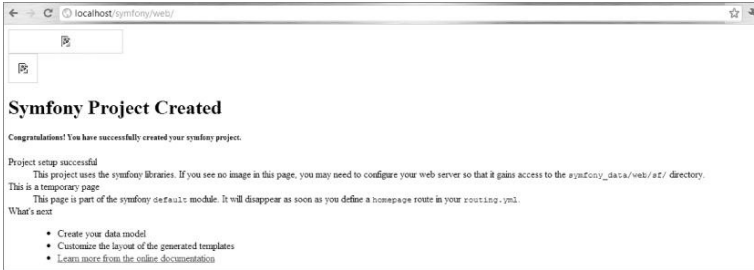 localhost/symfony/web/
Symfony Project Created
Congratulations! You have successfully created your symfony project.
Project setup successful
This project uses the symfony libraries. If you see no image in this page, you may need to configure your web server so that it gains access to the symfony_data/web/sf/ directory.
This is a temporary page
This page is part of the symfony default module. It will disappear as soon as you define a homepage route in your routing.yml.
What's next
Create your data model
Customize the layout of the generated templates
Learn more from the online documentation